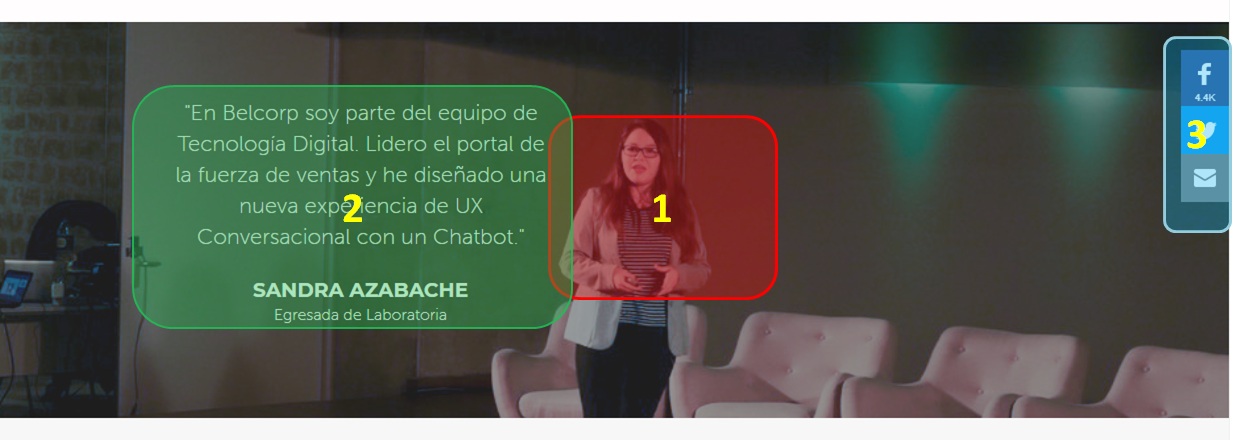 "En Belcorp soy parte del equipo de
Tecnología Digital. Lidero el portal de
la fuerza de ventas y he diseñado una
nueva experiencia de UX
Conversacional con un Chatbot."
SANDRA AZABACHE
Egresada de Laboratoria
2
1
4.4K
3